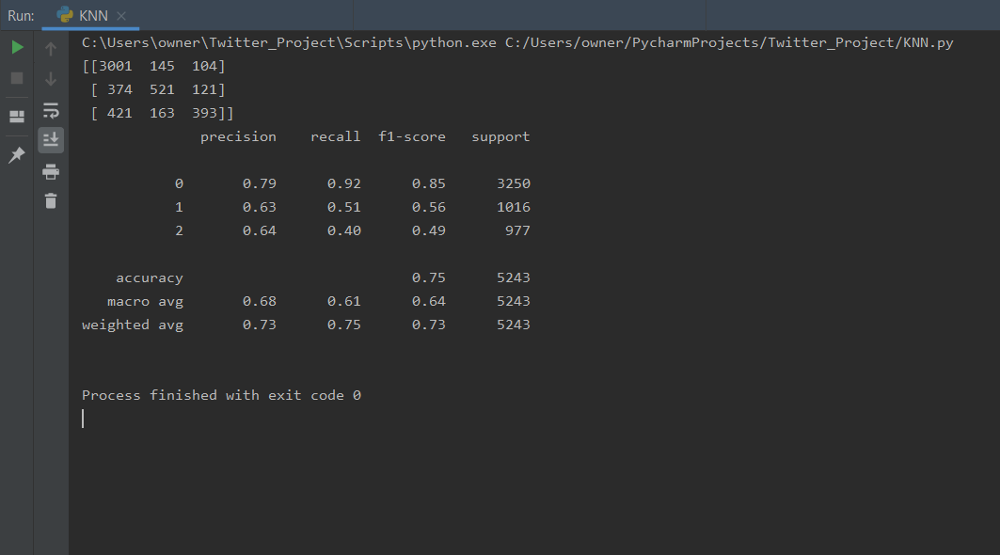 Run: KNN
C:\Users\owner\Twitter_Project\Scripts\python.exe C:/Users/owner/PycharmProjects/Twitter_Project/KNN.py
[[3001  145  104]
 [ 374  521  121]
 [ 421  163  393]]
              precision    recall  f1-score   support

           0       0.79      0.92      0.85      3250
           1       0.63      0.51      0.56      1016
           2       0.64      0.40      0.49       977

    accuracy                           0.75      5243
   macro avg       0.68      0.61      0.64      5243
weighted avg       0.73      0.75      0.73      5243

Process finished with exit code 0